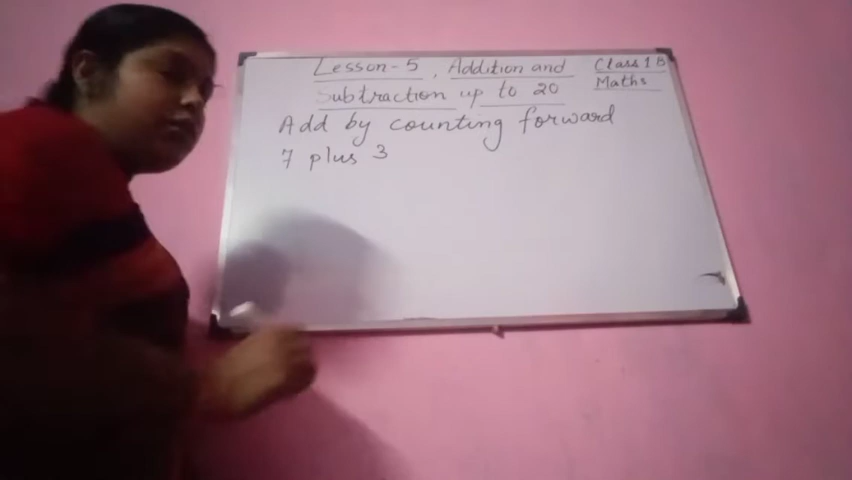 Lesson-5, Addition and
Subtraction up to 20
Class 1 B
Maths
Add by counting forward
7 plus 3